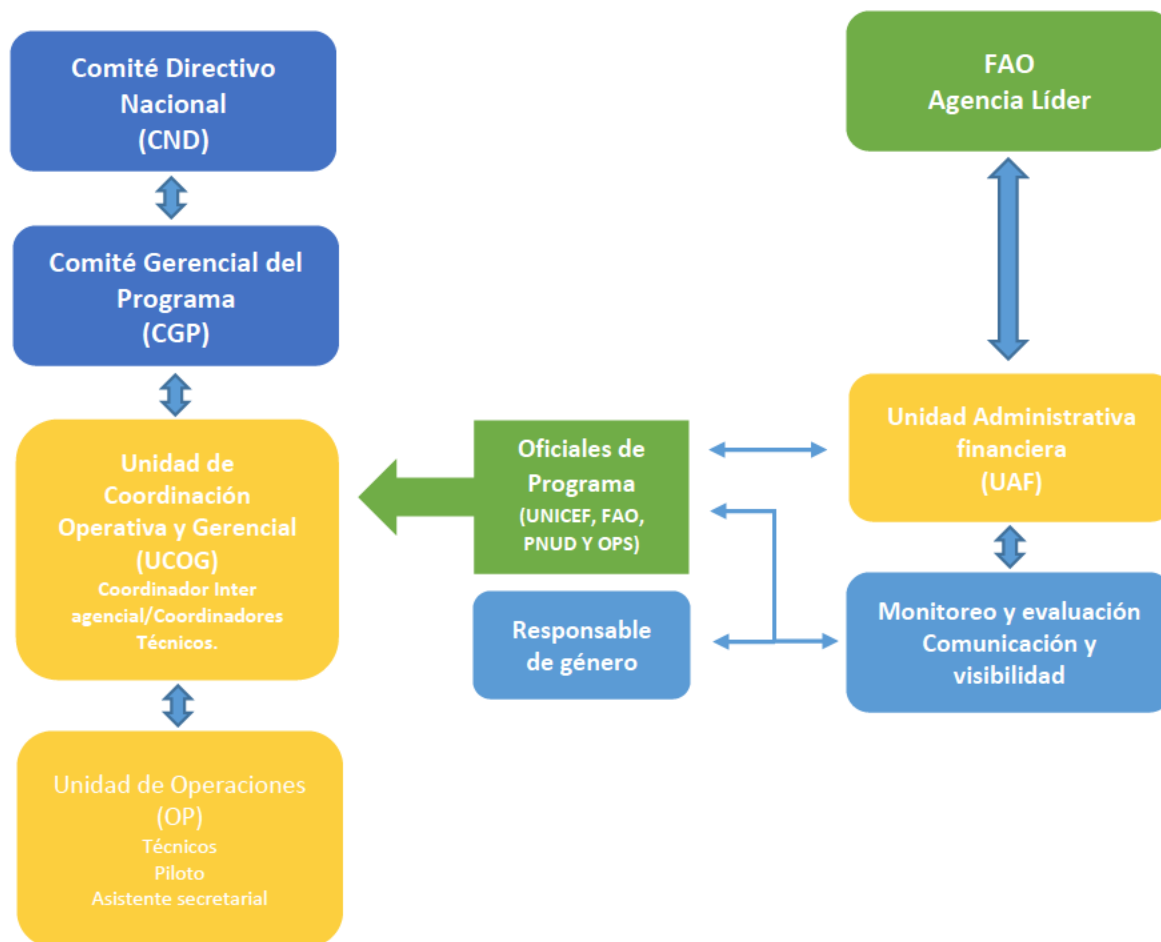 Comité Directivo
Nacional
(CND)
Comité Gerencial del
Programa
(CGP)
Unidad de
Coordinación
Operativa y Gerencial
(UCOG)
Coordinador Inter
agencial/Coordinadores
Técnicos.
Unidad de Operaciones
(OP)
Técnicos
Piloto
Asistente secretarial
Oficiales de
Programa
(UNICEF, FAO,
PNUD Y OPS)
Responsable
de género
FAO
Agencia Líder
Unidad Administrativa
financiera
(UAF)
Monitoreo y evaluación
Comunicación y
visibilidad